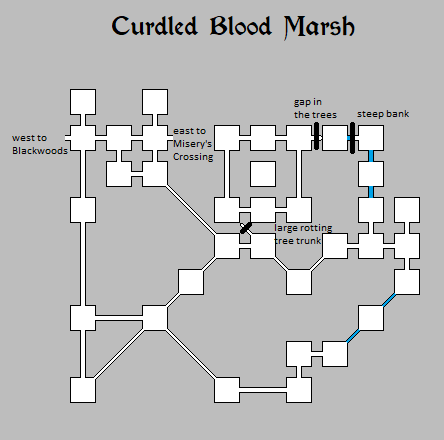 Curdled Blood Marsh
gap in
the trees
steep bank
west to
Blackwoods
east to
Misery's
Crossing
large rotting
tree trunk